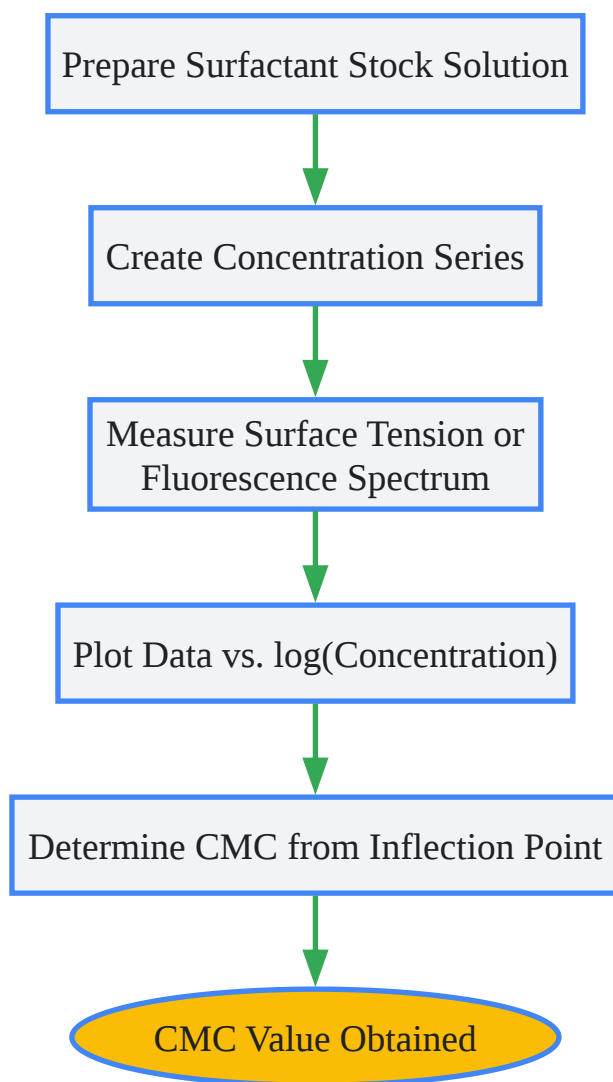 Prepare Surfactant Stock Solution
Create Concentration Series
Measure Surface Tension or
Fluorescence Spectrum
Plot Data vs. log(Concentration)
Determine CMC from Inflection Point
CMC Value Obtained